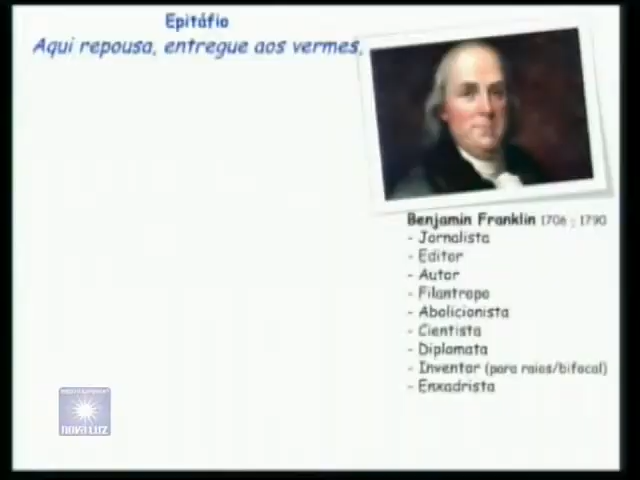 Epitáfio
Aqui repousa, entregue aos vermes,
Benjamin Franklin 1706 ; 1790
- Jornalista
- Editor
- Autor
- Filantropo
- Abolicionista
- Cientista
- Diplomata
- Inventor (para raios/bifocal)
- Enxadrista
NOVA LUZ